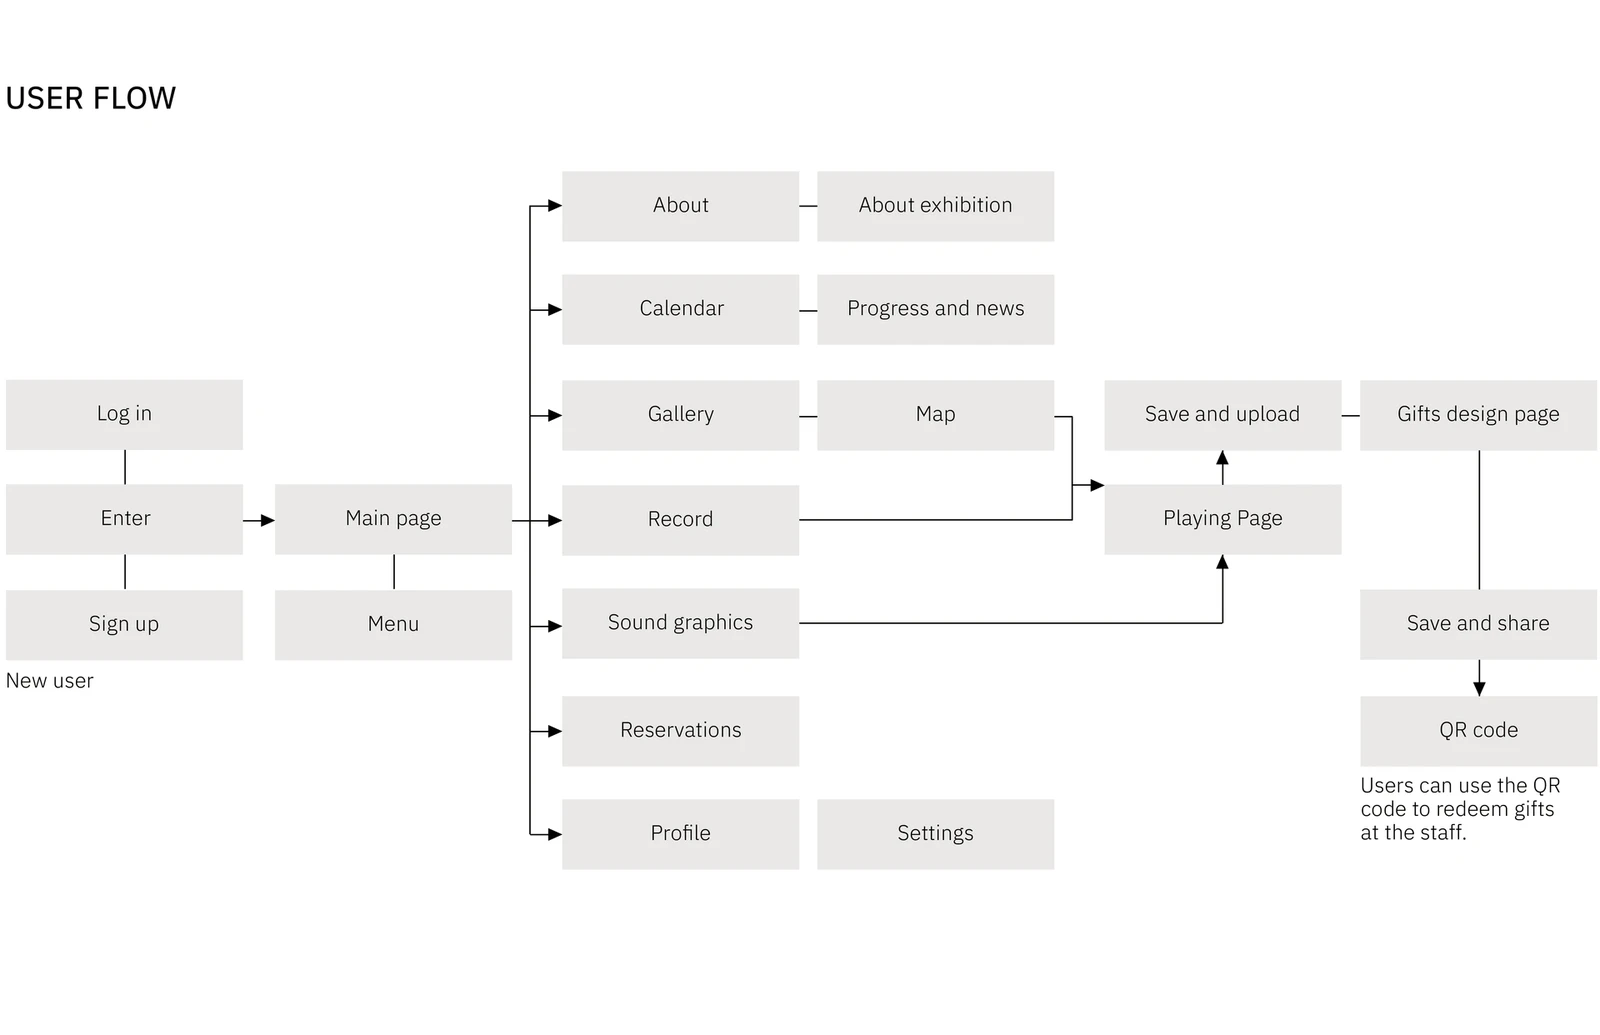 USER FLOW
About
About exhibition
Calendar
Progress and news
Log in
Gallery
Map
Save and upload
Gifts design page
Enter
Main page
Record
Playing Page
Sign up
Menu
Sound graphics
Save and share
New user
Reservations
QR code
Users can use the QR
code to redeem gifts
at the staff.
Profile
Settings